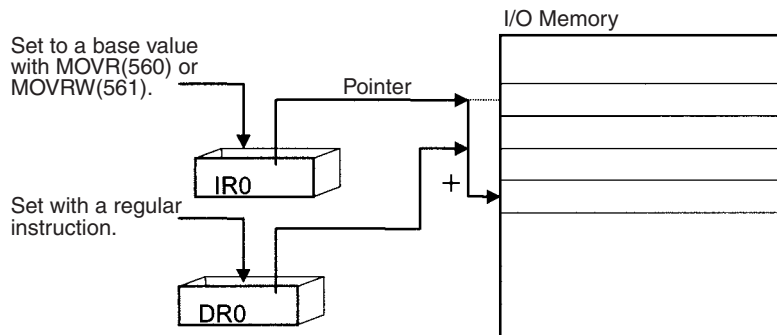 I/O Memory
Set to a base value
with MOVR(560) or
MOVRW(561).
Pointer
IR0
+
Set with a regular
instruction.
DR0